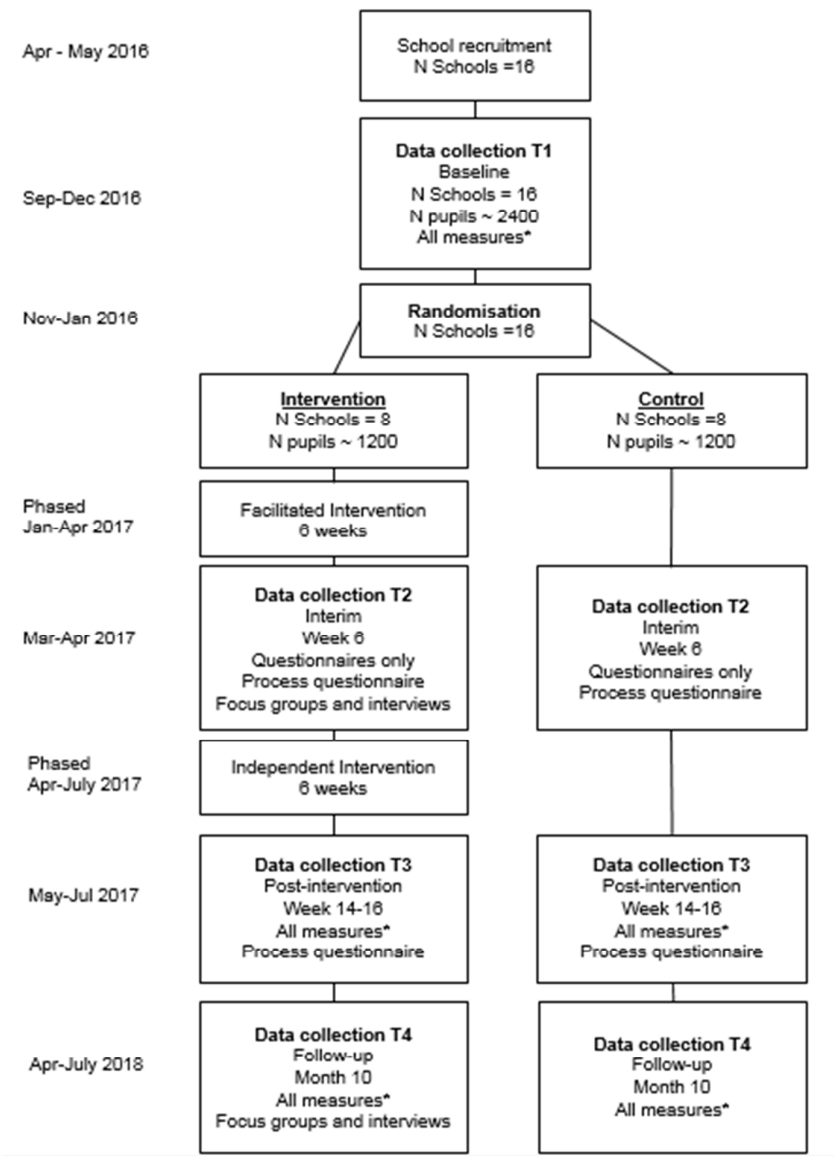 Apr - May 2016
School recruitment
N Schools =16
Sep-Dec 2016
Data collection T1
Baseline
N Schools = 16
N pupils ~ 2400
All measures*
Nov-Jan 2016
Randomisation
N Schools =16
Intervention
N Schools = 8
N pupils ~ 1200
Control
N Schools =8
N pupils ~ 1200
Phased
Jan-Apr 2017
Facilitated Intervention
6 weeks
Mar-Apr 2017
Data collection T2
Interim
Week 6
Questionnaires only
Process questionnaire
Focus groups and interviews
Data collection T2
Interim
Week 6
Questionnaires only
Process questionnaire
Phased
Apr-July 2017
Independent Intervention
6 weeks
May-Jul 2017
Data collection T3
Post-intervention
Week 14-16
All measures*
Process questionnaire
Data collection T3
Post-intervention
Week 14-16
All measures*
Process questionnaire
Apr-July 2018
Data collection T4
Follow-up
Month 10
All measures*
Focus groups and interviews
Data collection T4
Follow-up
Month 10
All measures*